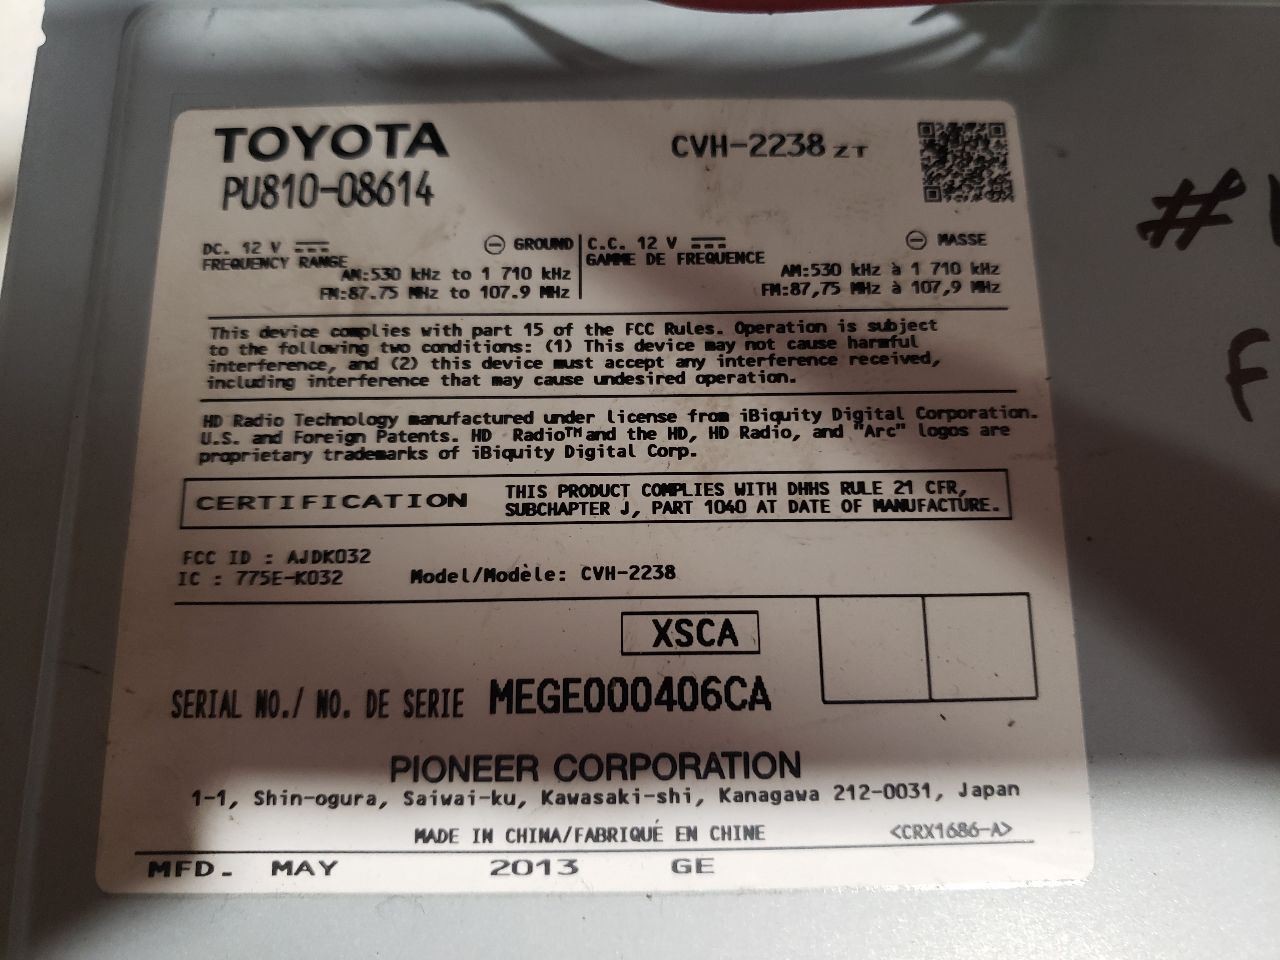 TOYOTA
CVH-2238 ZT
PU810-08614
DC. 12 V
GROUND
FREQUENCY RANGE
AM:530 kHz to 1 710 kHz
FM:87.75 MHz to 107.9 MHz
C.C. 12 V
MASSE
GAMME DE FREQUENCE
AM:530 kHz à 1 710 kHz
FM:87,75 MHz à 107,9 MHz
This device complies with part 15 of the FCC Rules. Operation is subject
to the following two conditions: (1) This device may not cause harmful
interference, and (2) this device must accept any interference received,
including interference that may cause undesired operation.
HD Radio Technology manufactured under license from iBiquity Digital Corporation.
U.S. and Foreign Patents. HD Radio™ and the HD, HD Radio, and "Arc" logos are
proprietary trademarks of iBiquity Digital Corp.
CERTIFICATION
THIS PRODUCT COMPLIES WITH DHHS RULE 21 CFR,
SUBCHAPTER J, PART 1040 AT DATE OF MANUFACTURE.
FCC ID : AJDK032
IC : 775E-K032
Model/Modèle: CVH-2238
XSCA
SERIAL NO./ NO. DE SERIE MEGE000406CA
PIONEER CORPORATION
1-1, Shin-ogura, Saiwai-ku, Kawasaki-shi, Kanagawa 212-0031, Japan
MADE IN CHINA/FABRIQUÉ EN CHINE
<CRX1686-A>
MFD. MAY 2013 GE
#
F